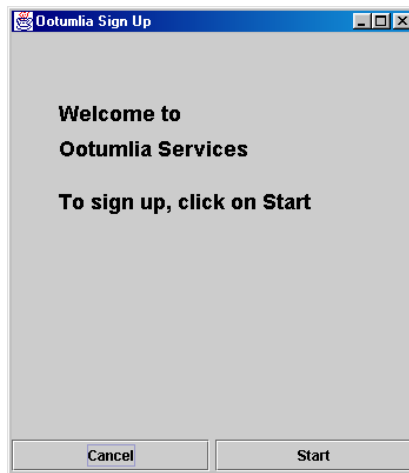 Ootumlia Sign Up
Welcome to
Ootumlia Services
To sign up, click on Start
Cancel
Start